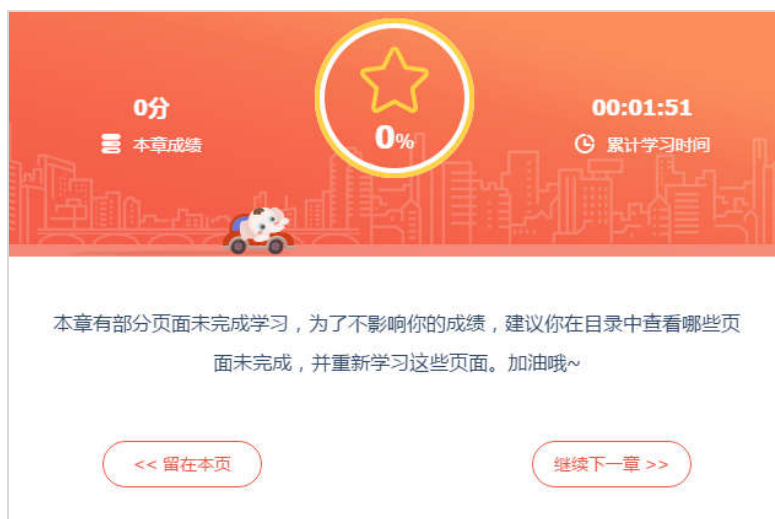 0分
本章成绩
0%
00:01:51
累计学习时间
本章有部分页面未完成学习，为了不影响你的成绩，建议你在目录中查看哪些页
面未完成，并重新学习这些页面。加油哦~
<< 留在本页
继续下一章 >>